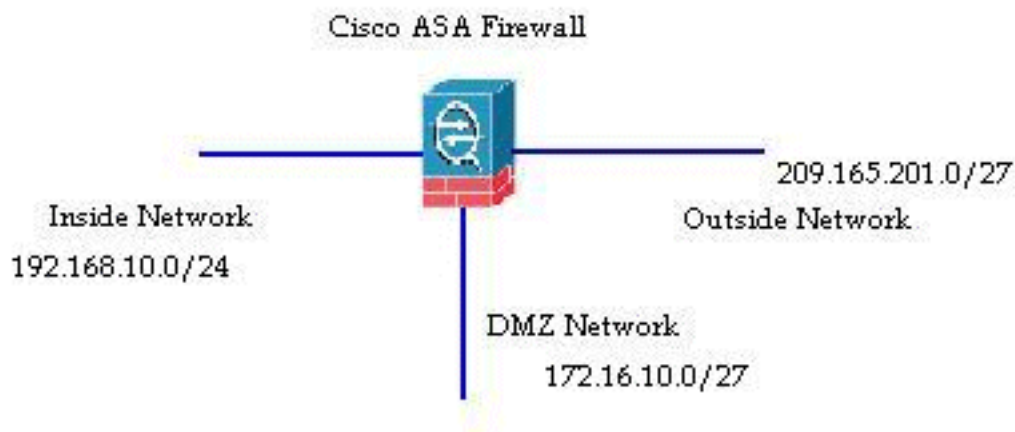 Cisco ASA Firewall
209.165.201.0/27
Inside Network
Outside Network
192.168.10.0/24
DMZ Network
172.16.10.0/27